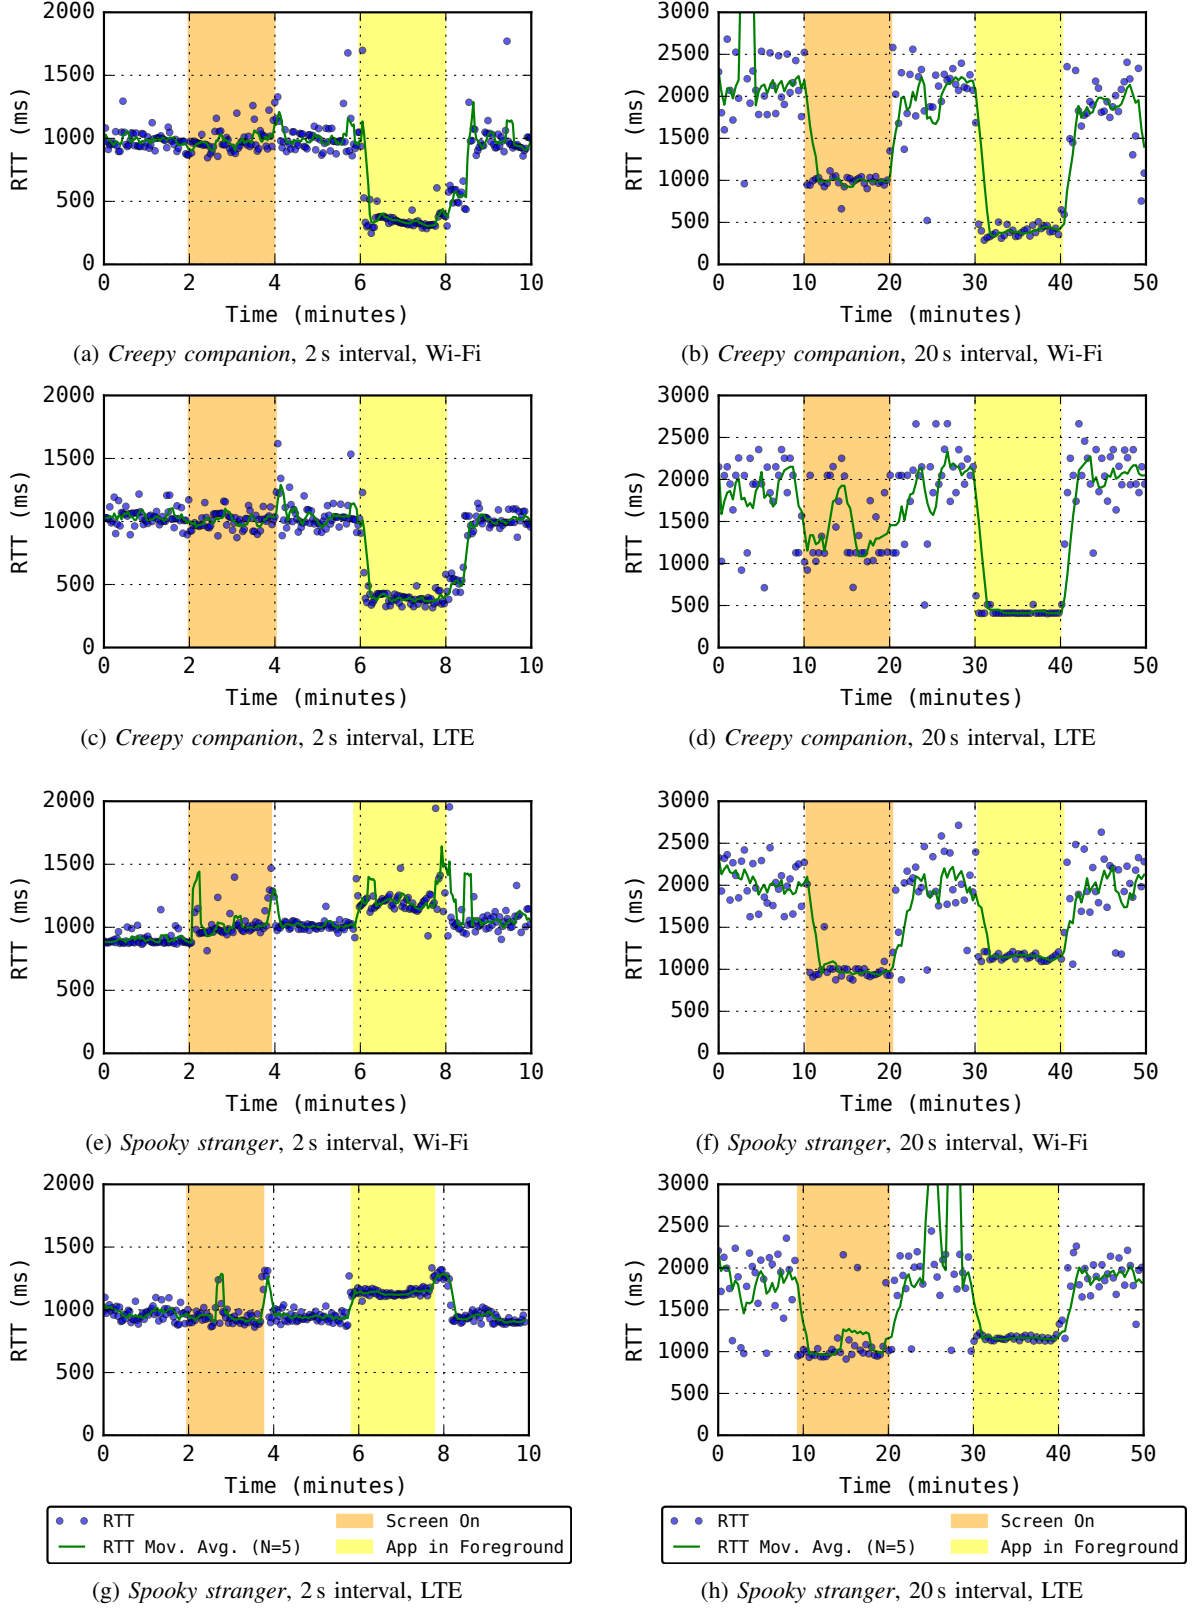 2000
1500
1000
500
0
RTT (ms)
0 2 4 6 8 10
Time (minutes)
(a) Creepy companion, 2 s interval, Wi-Fi
3000
2500
2000
1500
1000
500
0
RTT (ms)
0 10 20 30 40 50
Time (minutes)
(b) Creepy companion, 20 s interval, Wi-Fi
2000
1500
1000
500
0
RTT (ms)
0 2 4 6 8 10
Time (minutes)
(c) Creepy companion, 2 s interval, LTE
3000
2500
2000
1500
1000
500
0
RTT (ms)
0 10 20 30 40 50
Time (minutes)
(d) Creepy companion, 20 s interval, LTE
2000
1500
1000
500
0
RTT (ms)
0 2 4 6 8 10
Time (minutes)
(e) Spooky stranger, 2 s interval, Wi-Fi
3000
2500
2000
1500
1000
500
0
RTT (ms)
0 10 20 30 40 50
Time (minutes)
(f) Spooky stranger, 20 s interval, Wi-Fi
2000
1500
1000
500
0
RTT (ms)
0 2 4 6 8 10
Time (minutes)
RTT Screen On
RTT Mov. Avg. (N=5) App in Foreground
(g) Spooky stranger, 2 s interval, LTE
3000
2500
2000
1500
1000
500
0
RTT (ms)
0 10 20 30 40 50
Time (minutes)
RTT Screen On
RTT Mov. Avg. (N=5) App in Foreground
(h) Spooky stranger, 20 s interval, LTE